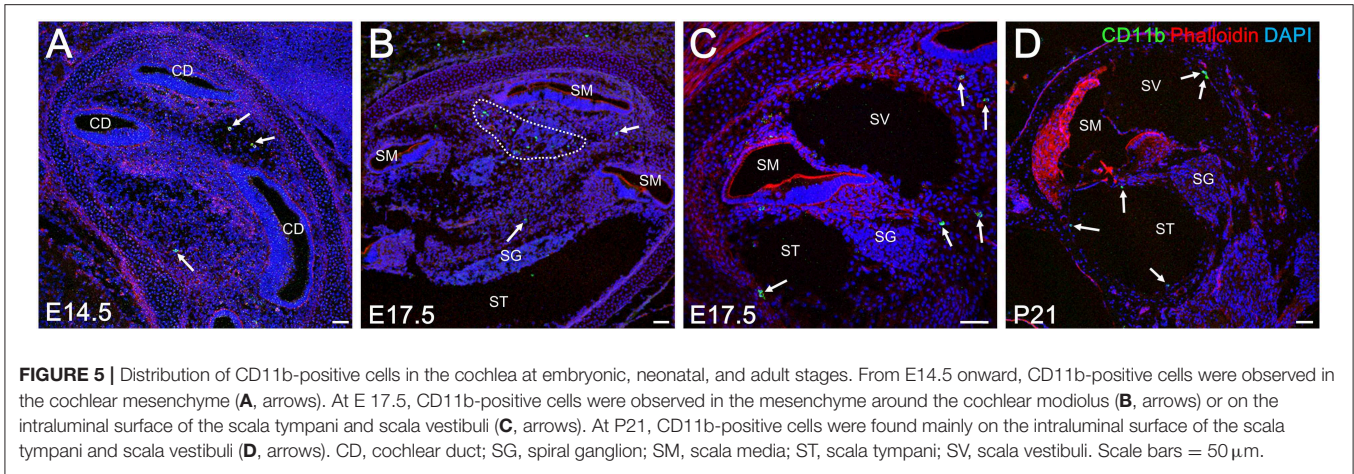 A
CD
CD
CD
E14.5
B
SM
SM
SM
SG
ST
E17.5
C
SV
SM
SG
ST
E17.5
D
CD11b Phalloidin DAPI
SV
SM
SG
ST
P21
FIGURE 5 | Distribution of CD11b-positive cells in the cochlea at embryonic, neonatal, and adult stages. From E14.5 onward, CD11b-positive cells were observed in
the cochlear mesenchyme (A, arrows). At E 17.5, CD11b-positive cells were observed in the mesenchyme around the cochlear modiolus (B, arrows) or on the
intraluminal surface of the scala tympani and scala vestibuli (C, arrows). At P21, CD11b-positive cells were found mainly on the intraluminal surface of the scala
tympani and scala vestibuli (D, arrows). CD, cochlear duct; SG, spiral ganglion; SM, scala media; ST, scala tympani; SV, scala vestibuli. Scale bars = 50 μm.